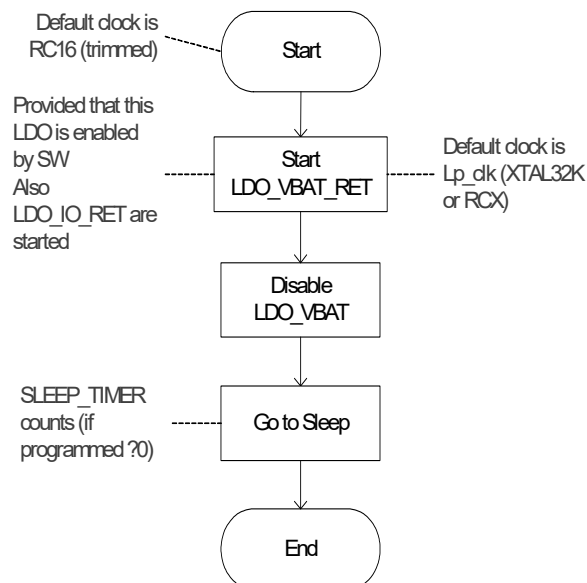 Default clock is
RC16 (trimmed)
Start
Provided that this
LDO is enabled
by SW
Also
LDO_IO_RET are
started
Start
LDO_VBAT_RET
Default clock is
Lp_clk (XTAL32K
or RCX)
Disable
LDO_VBAT
SLEEP_TIMER
counts (if
programmed ?0)
Go to Sleep
End